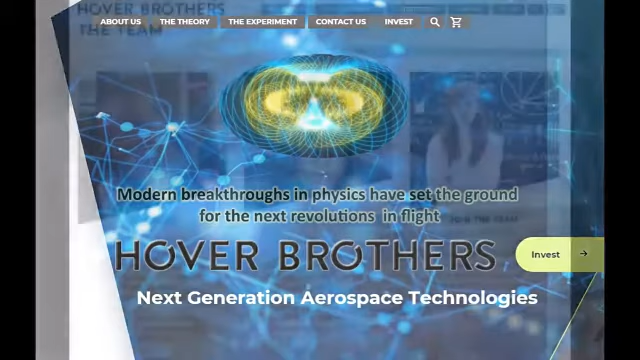 HOVER BROTHERS
THE TEAM
ABOUT US THE THEORY THE EXPERIMENT CONTACT US INVEST
Modern breakthroughs in physics have set the ground
for the next revolutions in flight
HOVER BROTHERS
Invest →
Next Generation Aerospace Technologies